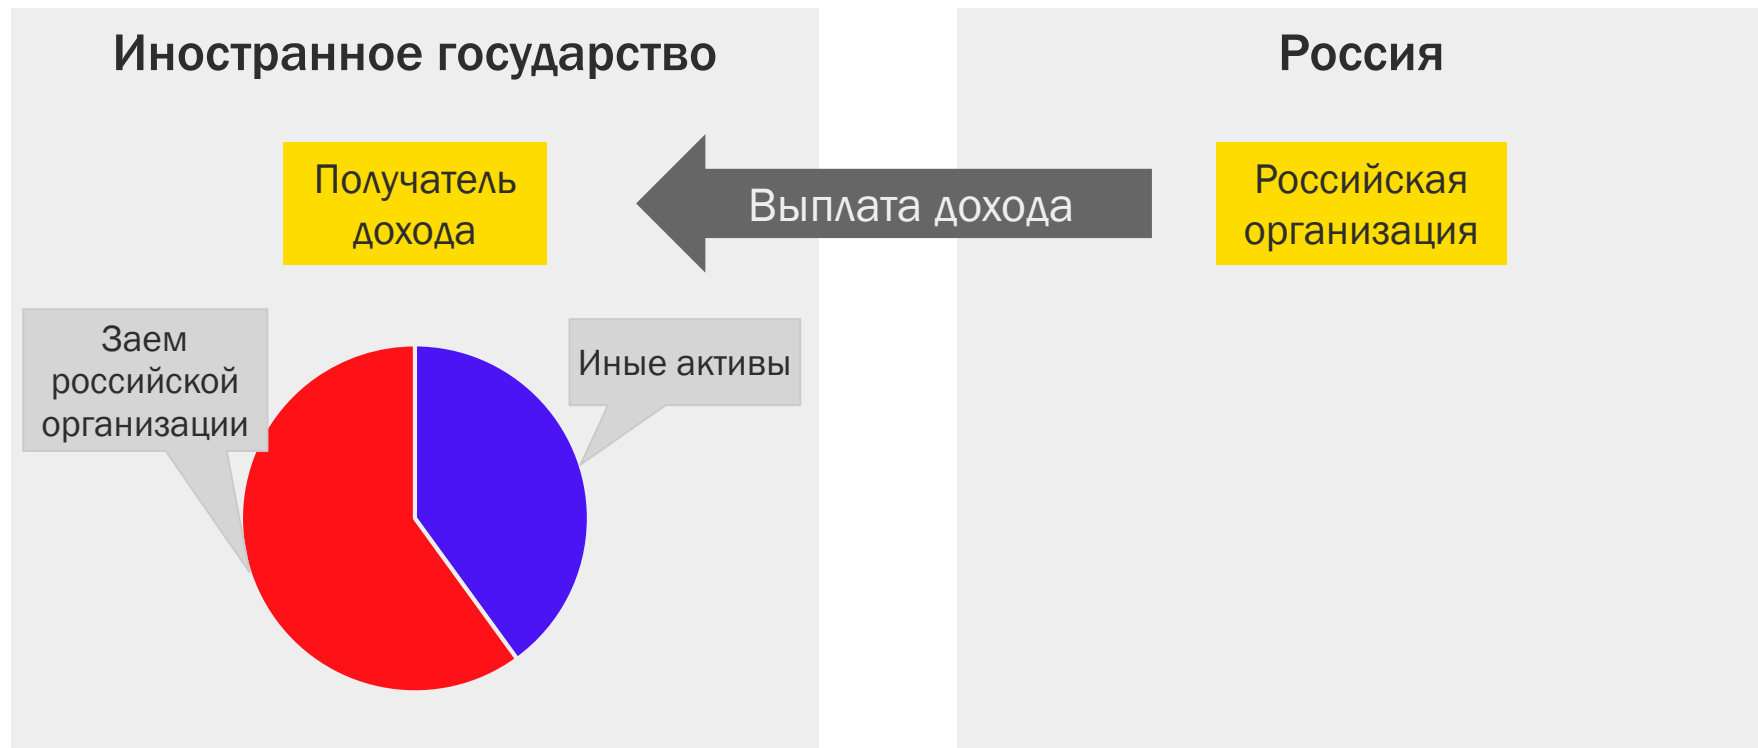 Иностранное государство
Россия
Получатель
дохода
Выплата дохода
Российская
организация
Заем
российской
организации
Иные активы